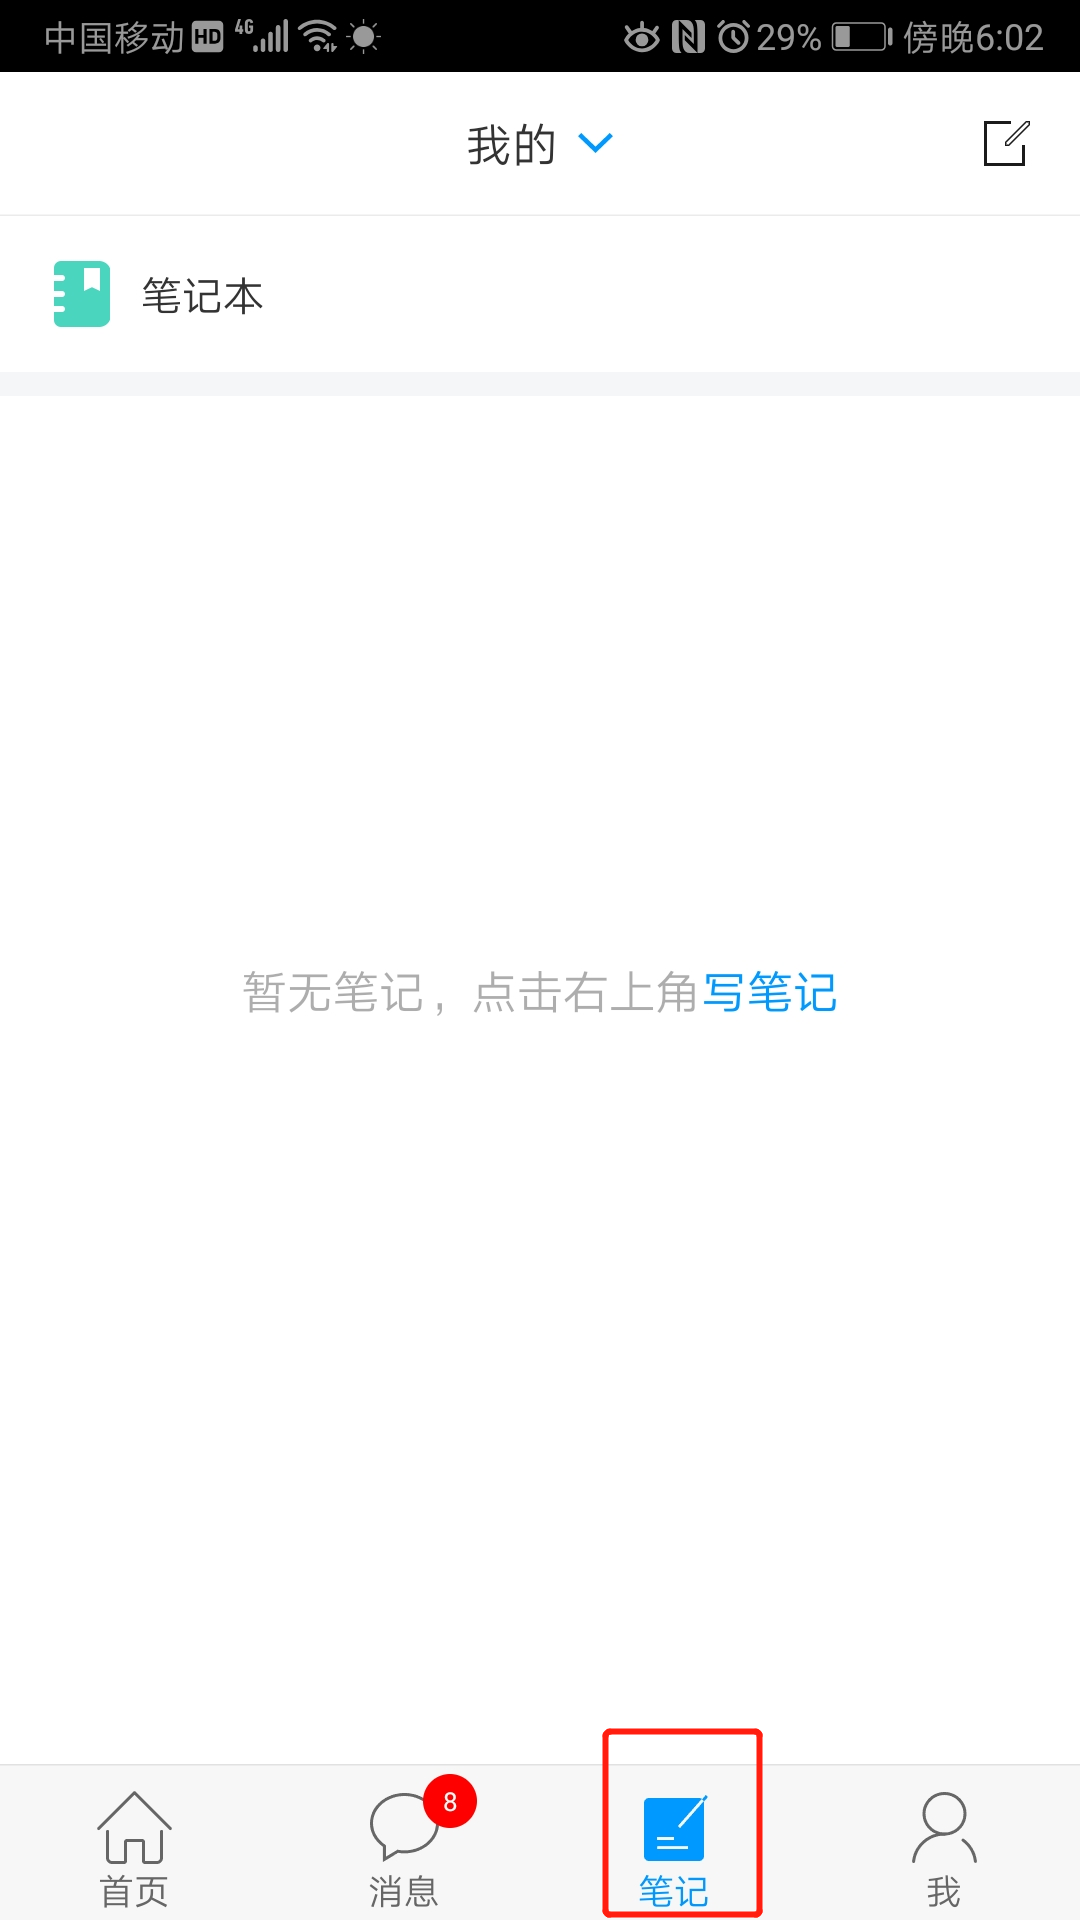 中国移动 HD 4G 29% 傍晚6:02
我的
笔记本
暂无笔记，点击右上角写笔记
8
首页 消息 笔记 我